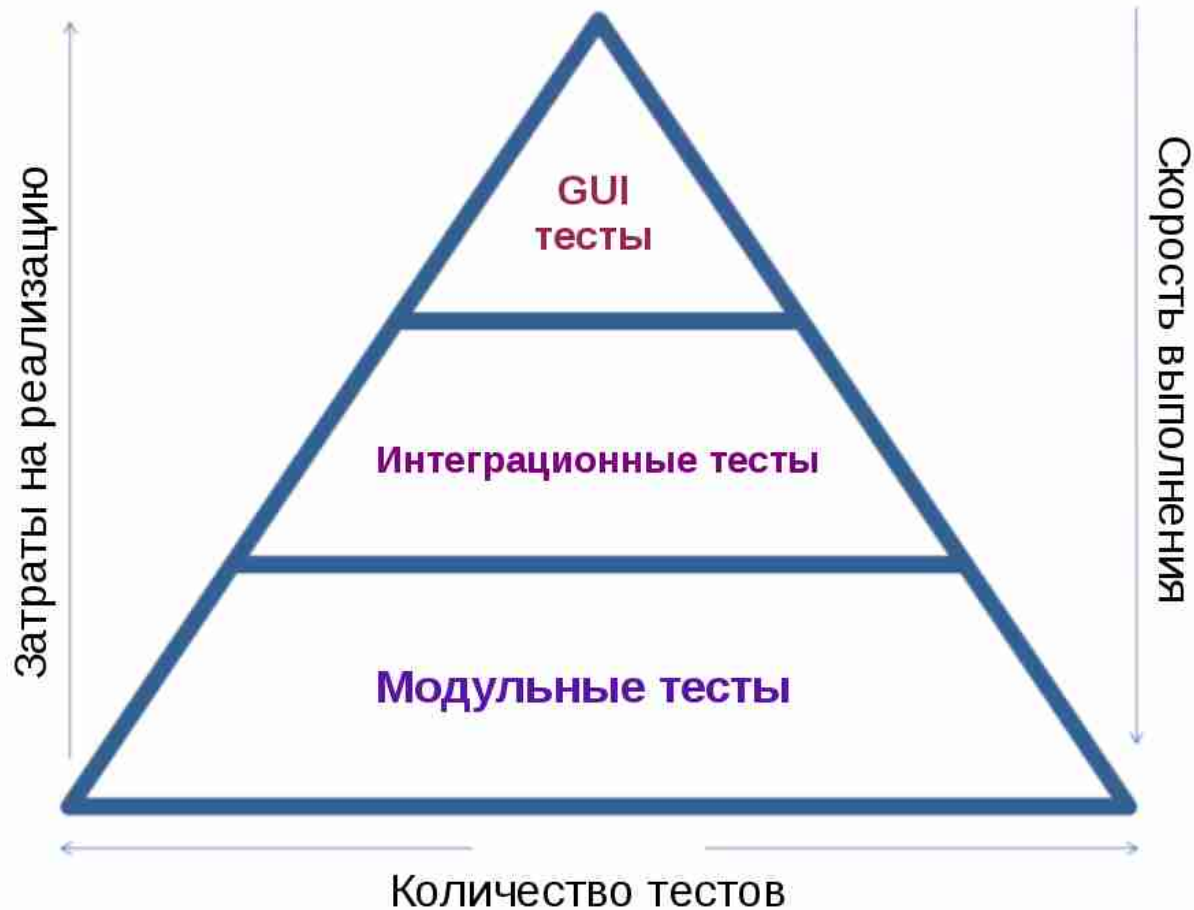 Затраты на реализацию
GUI
тесты
Интеграционные тесты
Модульные тесты
Скорость выполнения
Количество тестов